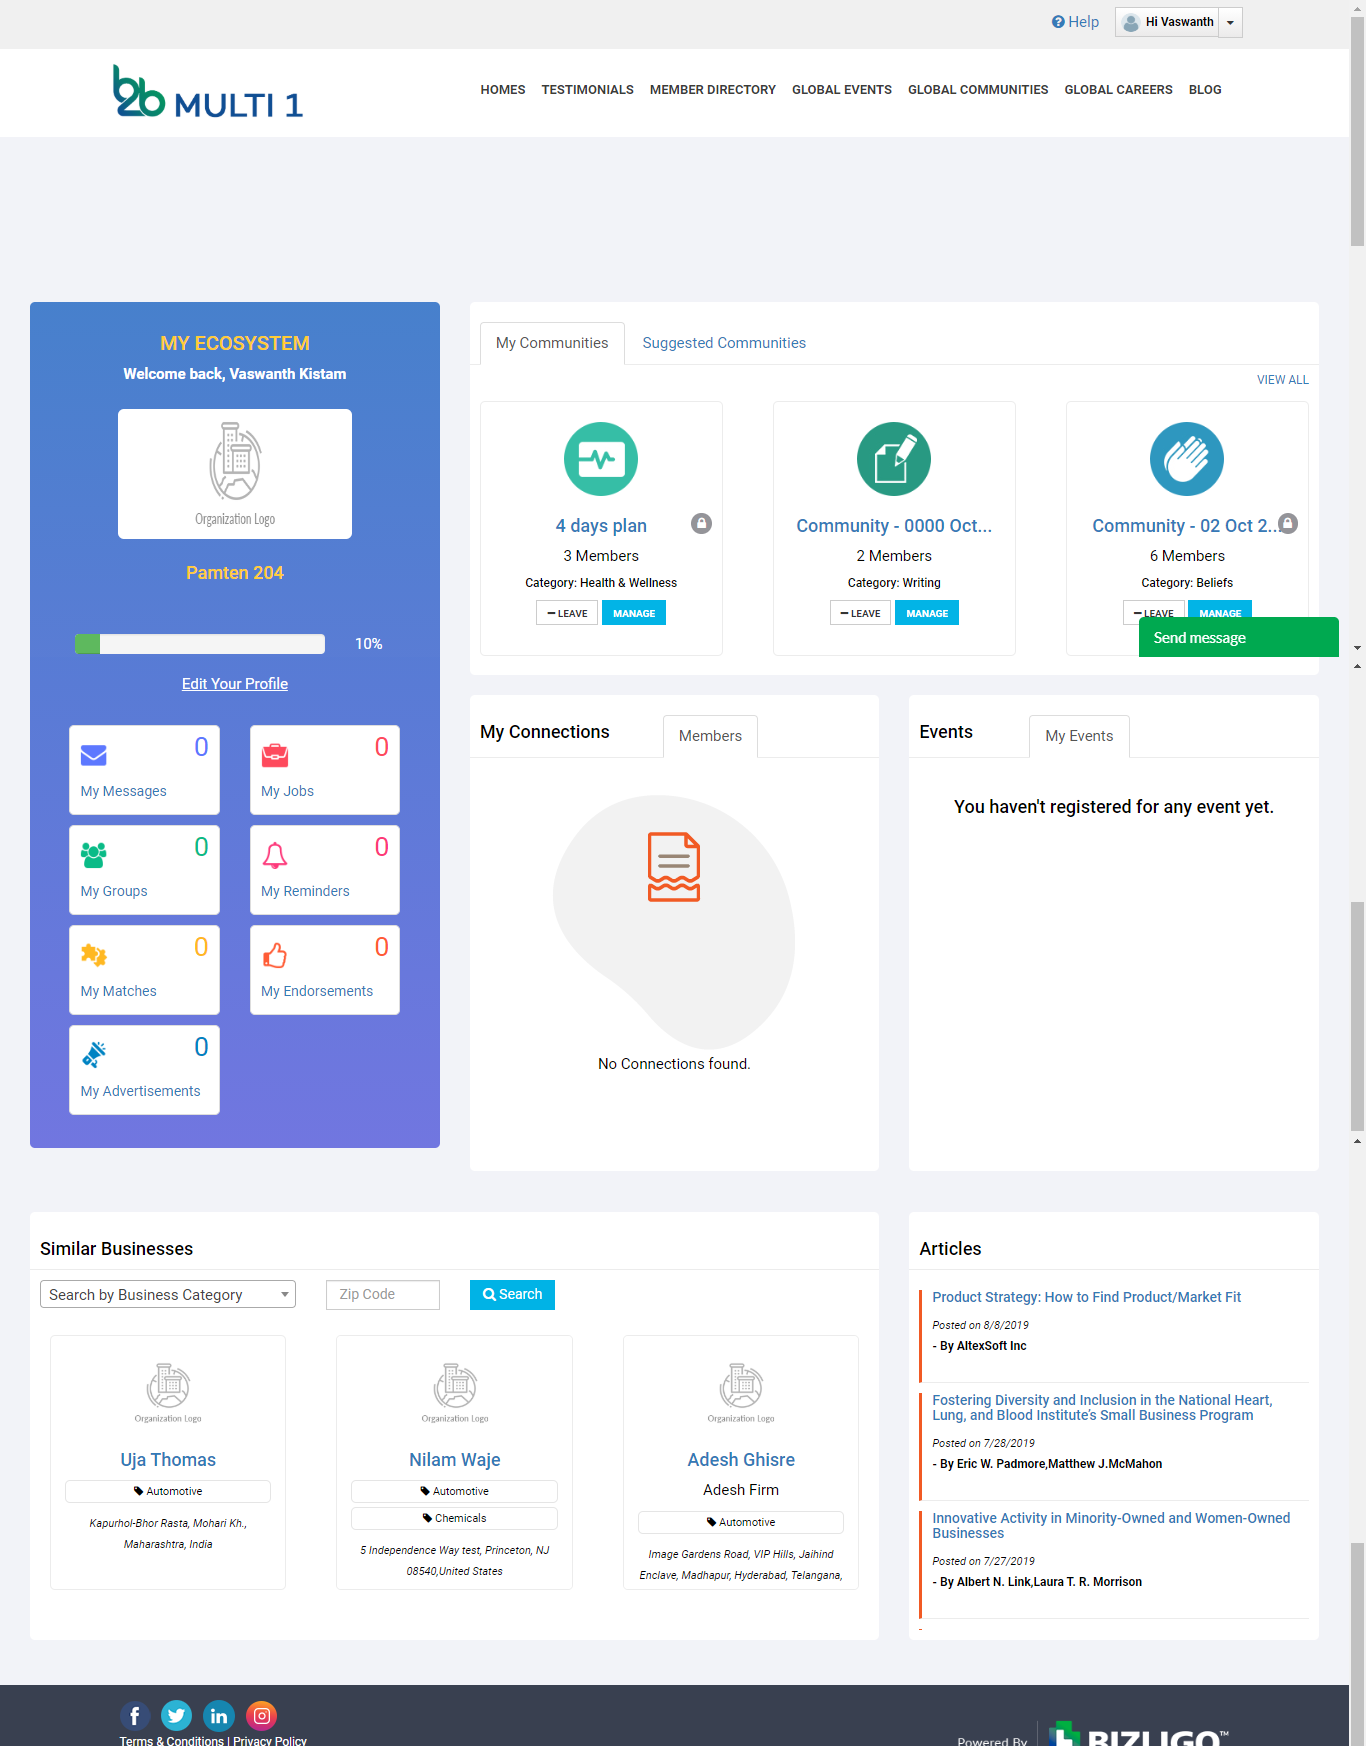 Help
Hi Vaswanth
b2b MULTI 1
HOMES TESTIMONIALS MEMBER DIRECTORY GLOBAL EVENTS GLOBAL COMMUNITIES GLOBAL CAREERS BLOG
MY ECOSYSTEM
Welcome back, Vaswanth Kistam
Organization Logo
Pamten 204
10%
Edit Your Profile
0
My Messages
0
My Jobs
0
My Groups
0
My Reminders
0
My Matches
0
My Endorsements
0
My Advertisements
My Communities
Suggested Communities
VIEW ALL
4 days plan
3 Members
Category: Health & Wellness
LEAVE
MANAGE
Community - 0000 Oct...
2 Members
Category: Writing
LEAVE
MANAGE
Community - 02 Oct 2...
6 Members
Category: Beliefs
LEAVE
MANAGE
Send message
My Connections
Members
No Connections found.
Events
My Events
You haven't registered for any event yet.
Similar Businesses
Search by Business Category
Zip Code
Search
Organization Logo
Uja Thomas
Automotive
Kapurhol-Bhor Rasta, Mohari Kh.,
Maharashtra, India
Organization Logo
Nilam Waje
Automotive
Chemicals
5 Independence Way test, Princeton, NJ
08540,United States
Organization Logo
Adesh Ghisre
Adesh Firm
Automotive
Image Gardens Road, VIP Hills, Jaihind
Enclave, Madhapur, Hyderabad, Telangana,
Articles
Product Strategy: How to Find Product/Market Fit
Posted on 8/8/2019
- By AltexSoft Inc
Fostering Diversity and Inclusion in the National Heart,
Lung, and Blood Institute’s Small Business Program
Posted on 7/28/2019
- By Eric W. Padmore,Matthew J.McMahon
Innovative Activity in Minority-Owned and Women-Owned
Businesses
Posted on 7/27/2019
- By Albert N. Link,Laura T. R. Morrison
Terms & Conditions | Privacy Policy
Powered By
BIZLIGO™